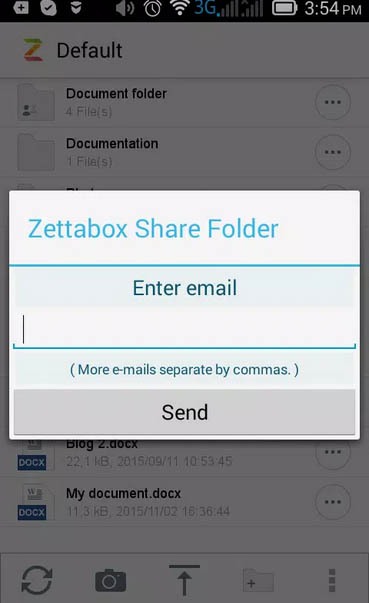 3G
3:54 PM
Default
Document folder
4 File(s)
Documentation
1 File(s)
Zettabox Share Folder
Enter email
( More e-mails separate by commas. )
Send
Blog 2.docx
DOCX
22,1 kB, 2015/09/11 10:53:45
My document.docx
DOCX
11,3 kB, 2015/11/02 16:36:44